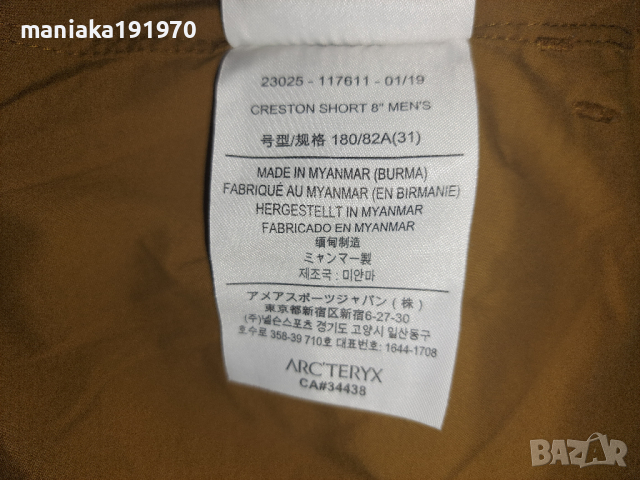 maniaka191970
23025 - 117611 - 01/19
CRESTON SHORT 8" MEN'S
号型/规格 180/82A(31)
MADE IN MYANMAR (BURMA)
FABRIQUÉ AU MYANMAR (EN BIRMANIE)
HERGESTELLT IN MYANMAR
FABRICADO EN MYANMAR
缅甸制造
ミャンマー製
제조국 : 미얀마
アメアスポーツジャパン (株)
東京都新宿区新宿6-27-30
(주)넬슨스포츠 경기도 고양시 일산동구
호수로 358-39 710호 대표번호: 1644-1708
ARC'TERYX
CA#34438
BAZAR